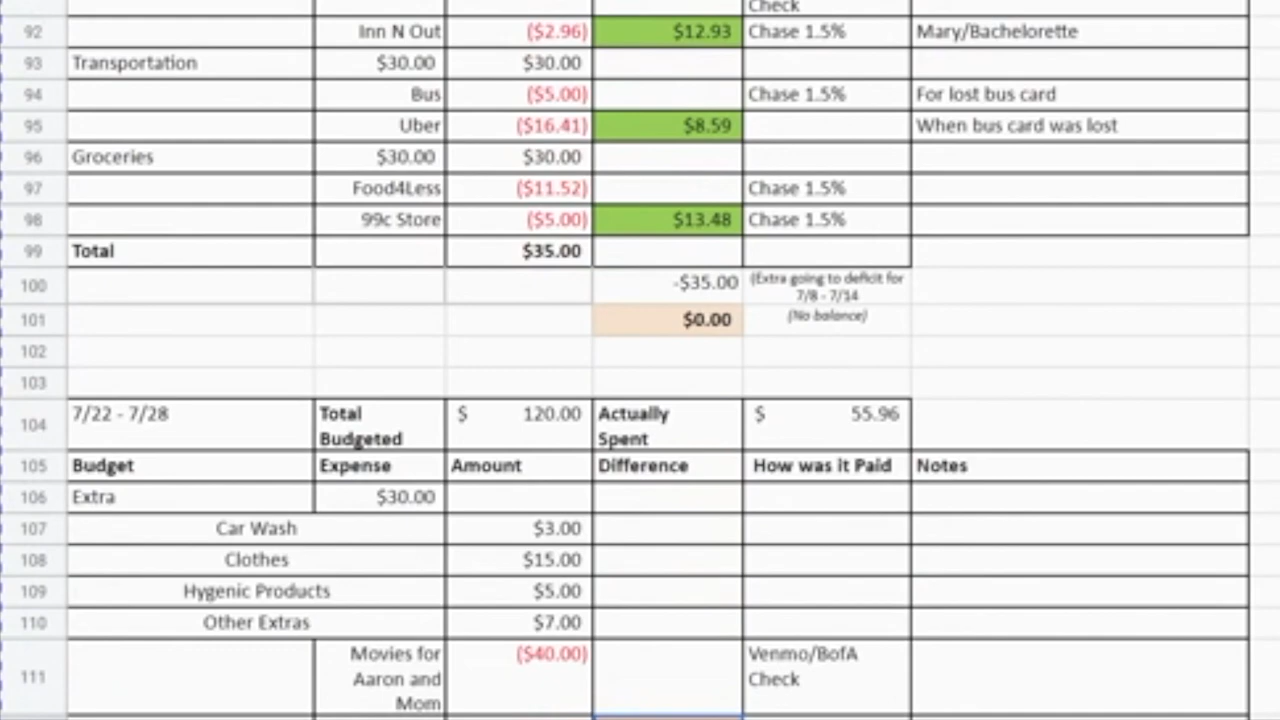 Check
92 Inn N Out ($2.96) $12.93 Chase 1.5% Mary/Bachelorette
93 Transportation $30.00 $30.00
94 Bus ($5.00) Chase 1.5% For lost bus card
95 Uber ($16.41) $8.59 When bus card was lost
96 Groceries $30.00 $30.00
97 Food4Less ($11.52) Chase 1.5%
98 99c Store ($5.00) $13.48 Chase 1.5%
99 Total $35.00
100 -$35.00 (Extra going to deficit for
7/8 - 7/14
101 $0.00 (No balance)
102
103
104 7/22 - 7/28 Total Budgeted $ 120.00 Actually Spent $ 55.96
105 Budget Expense Amount Difference How was it Paid Notes
106 Extra $30.00
107 Car Wash $3.00
108 Clothes $15.00
109 Hygenic Products $5.00
110 Other Extras $7.00
111 Movies for Aaron and Mom ($40.00) Venmo/BofA Check